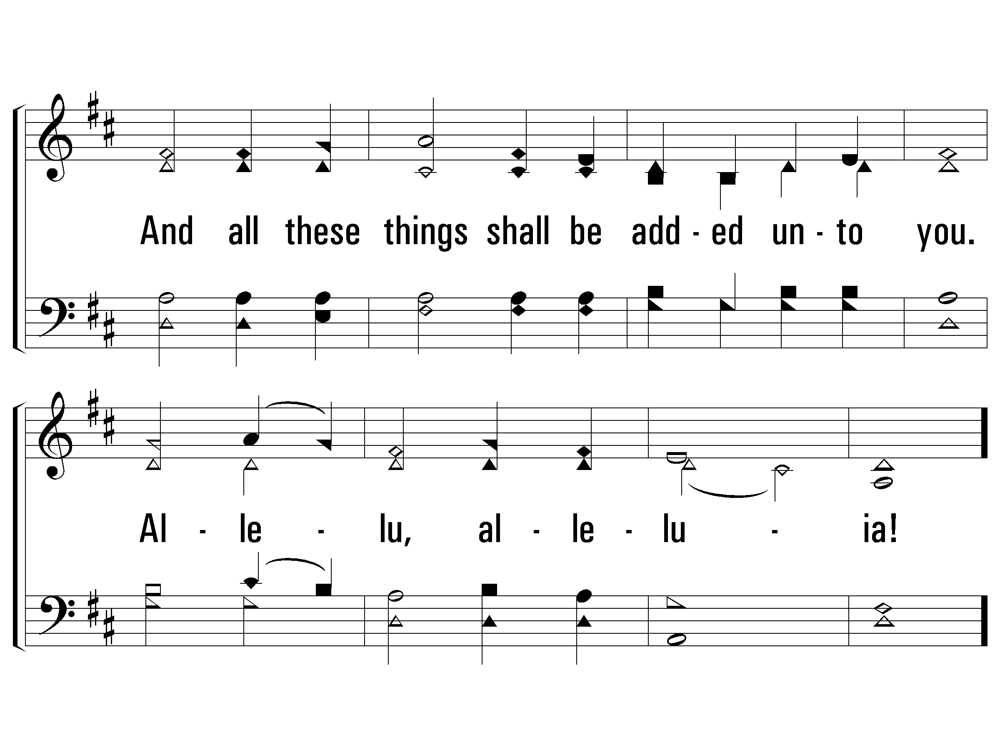 And all these things shall be add - ed un - to you.
Al - le - lu, al - le - lu - ia!